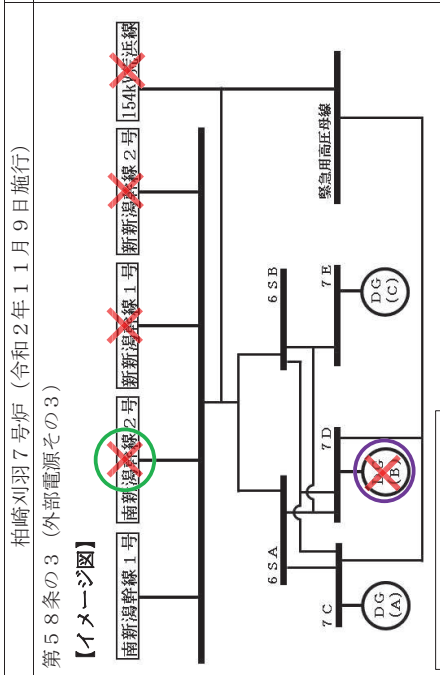 柏崎刈羽7号炉（令和2年11月9日施行）
第58条の3（外部電源その3）
【イメージ図】
154kV荒浜線
新新潟幹線2号
新新潟幹線1号
南新潟幹線2号
南新潟幹線1号
緊急用高圧母線
6SB
6SA
7E
7D
7C
DG
(C)
DG
(B)
DG
(A)